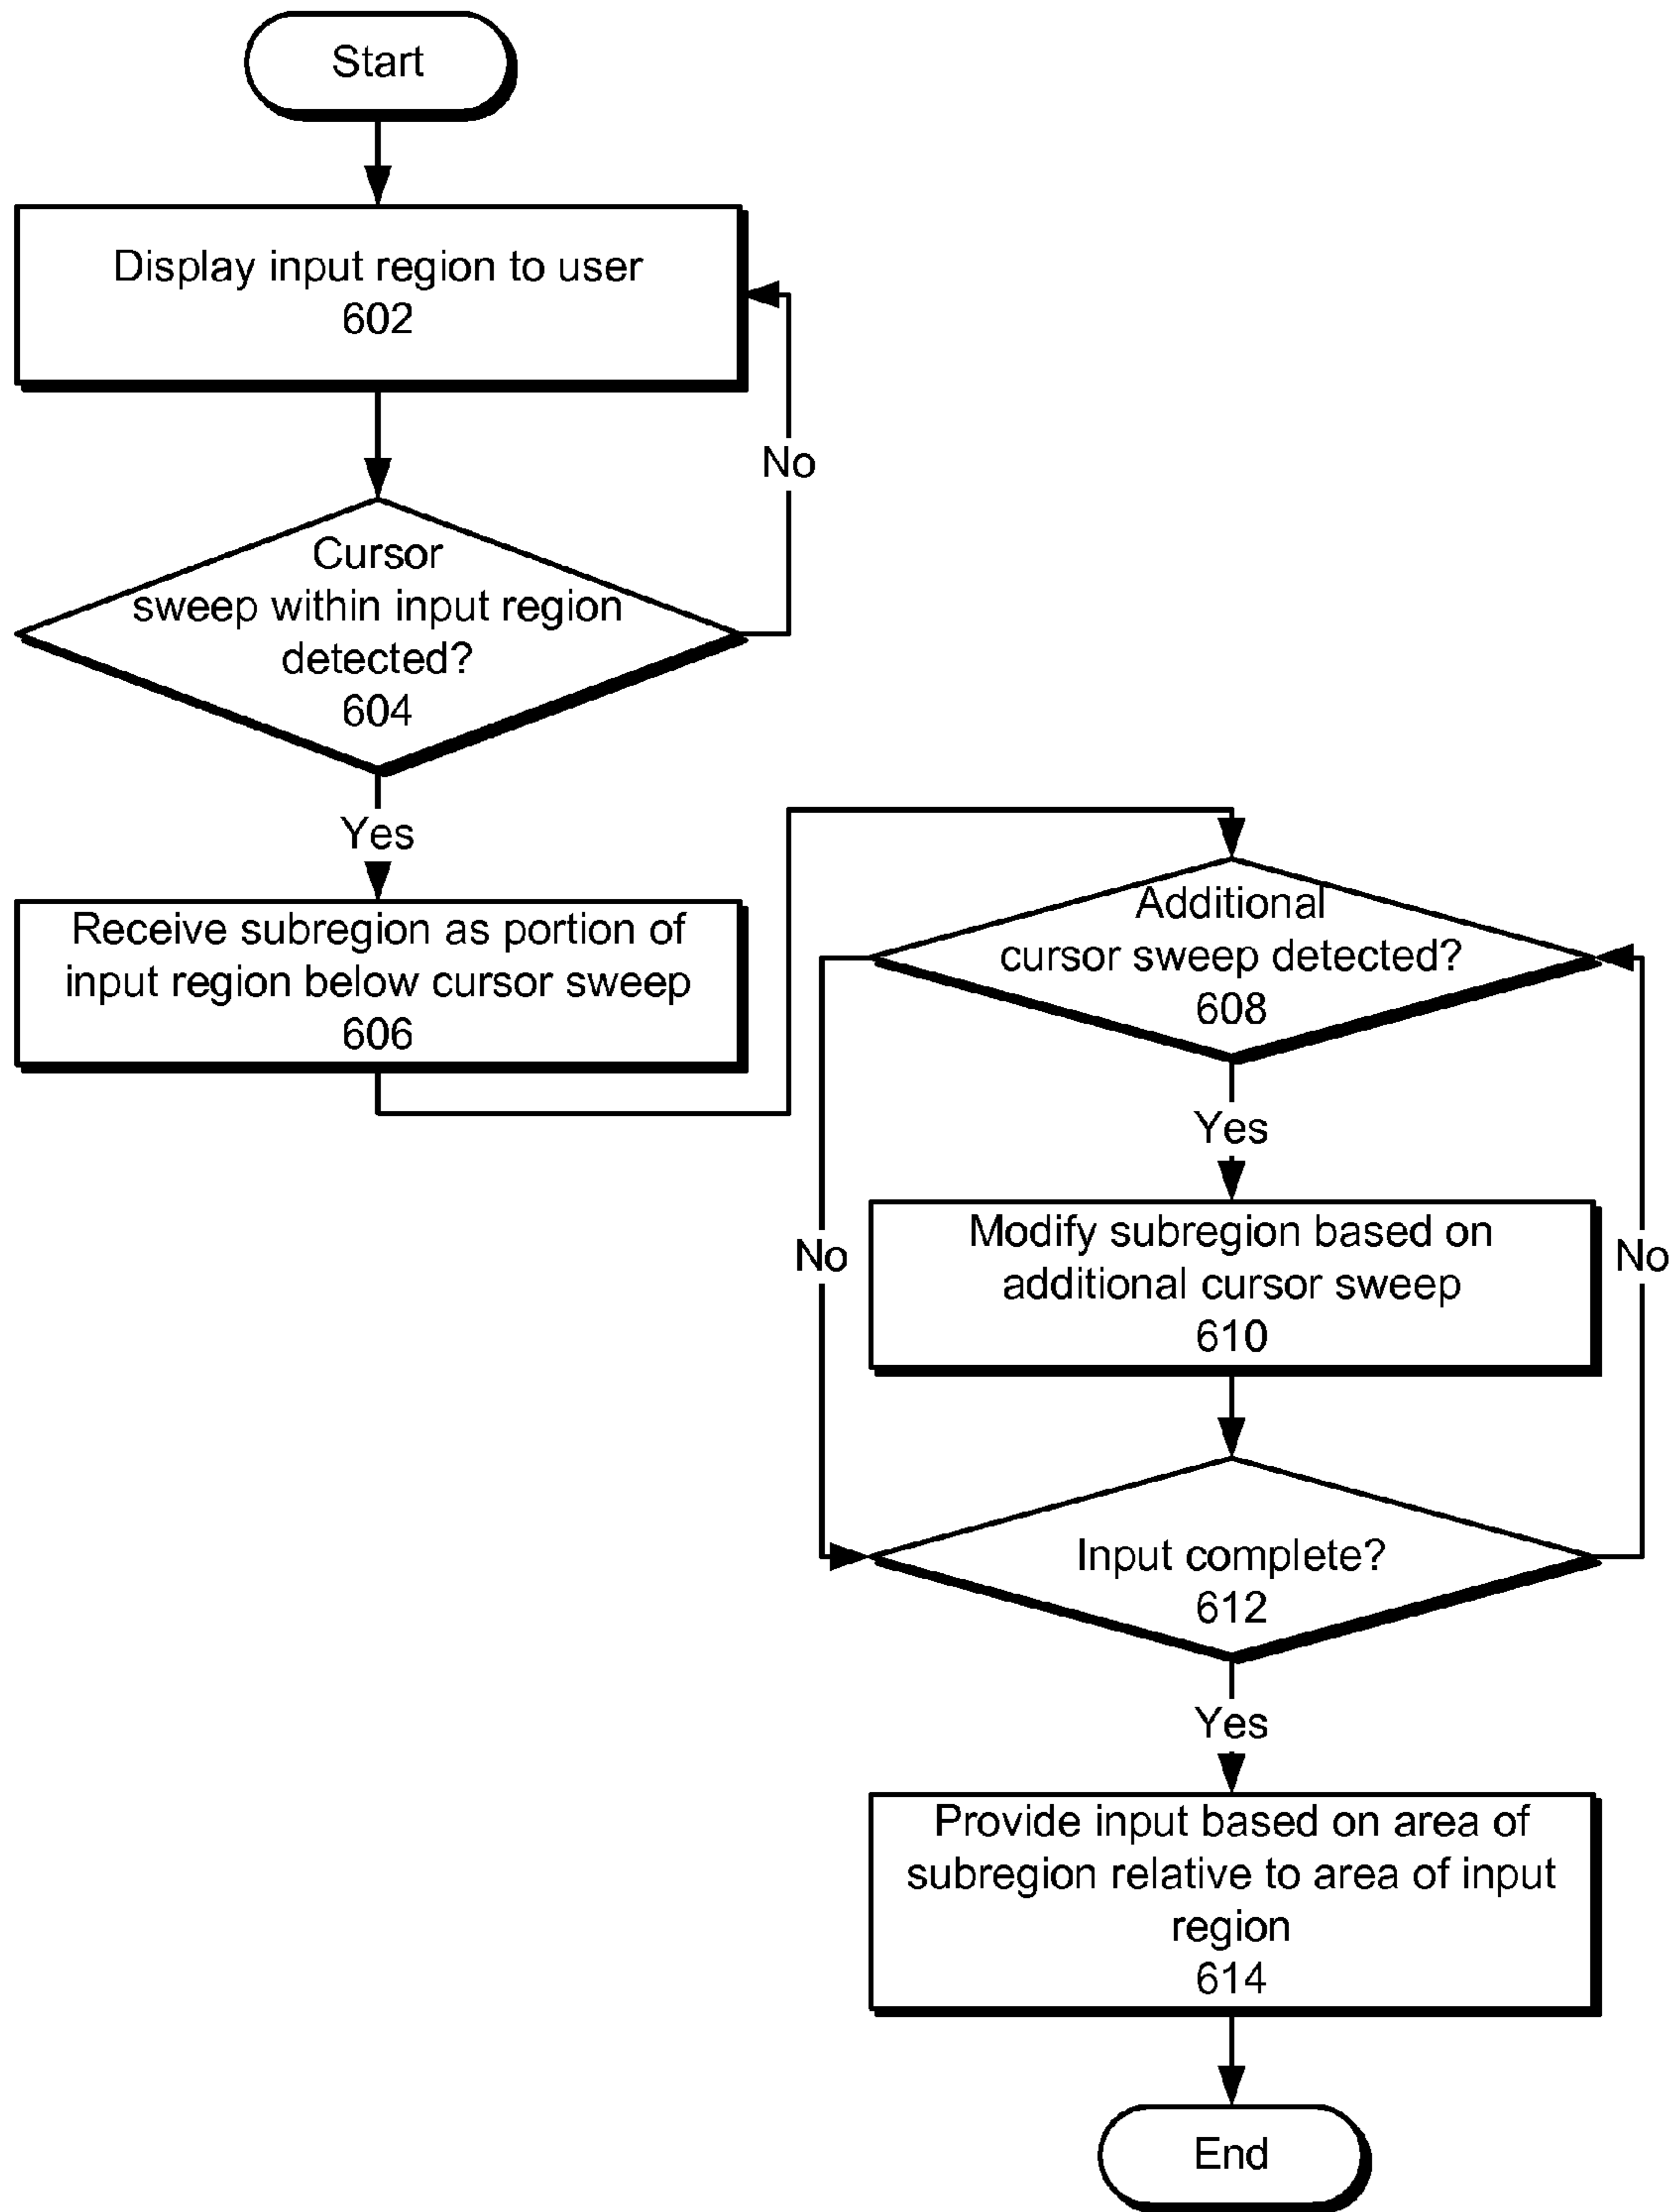 Start
Display input region to user
602
No
Cursor
sweep within input region
detected?
604
Yes
Receive subregion as portion of
input region below cursor sweep
606
Additional
cursor sweep detected?
608
Yes
No
Modify subregion based on
additional cursor sweep
610
No
Input complete?
612
Yes
Provide input based on area of
subregion relative to area of input
region
614
End